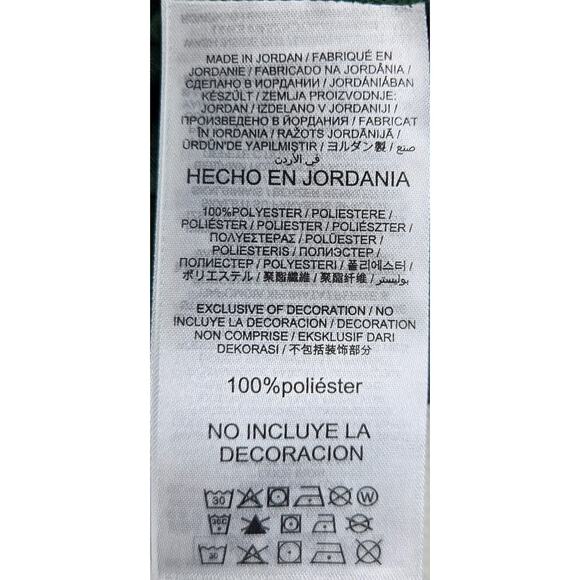 MADE IN JORDAN / FABRIQUÉ EN
JORDANIE / FABRICADO NA JORDÂNIA /
СДЕЛАНО В ИОРДАНИИ / JORDÁNIÁBAN
KÉSZÜLT / ZEMLJA PROIZVODNJE:
JORDAN / IZDELANO V JORDANIJI /
ПРОИЗВЕДЕНО В ЙОРДАНИЯ / FABRICAT
ÎN IORDANIA / RAŽOTS JORDĀNIJĀ /
ÜRDÜN'DE YAPILMIŞTIR / ヨルダン製 / صنع
في الأردن
HECHO EN JORDANIA
100%POLYESTER / POLIESTERE /
POLIÉSTER / POLIESTER / POLIÉSZTER /
ΠΟΛΥΕΣΤΕΡΑΣ / POLÜESTER /
POLIESTERIS / ПОЛИЭСТЕР /
ПОЛИЕСТЕР / POLYESTERI / 폴리에스터 /
ポリエステル / 聚酯纖維 / 聚酯纤维 / بوليستر
EXCLUSIVE OF DECORATION / NO
INCLUYE LA DECORACION / DECORATION
NON COMPRISE / EKSKLUSIF DARI
DEKORASI / 不包括装饰部分
100%poliéster
NO INCLUYE LA
DECORACION
30 W
30